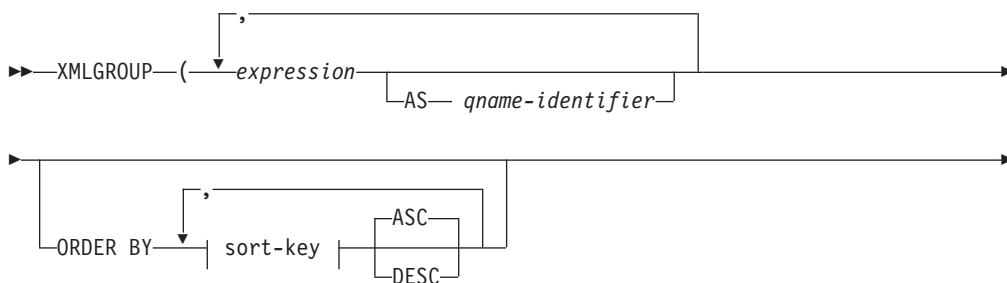 ,
XMLGROUP ( expression
AS qname-identifier
,
ASC
ORDER BY sort-key
DESC